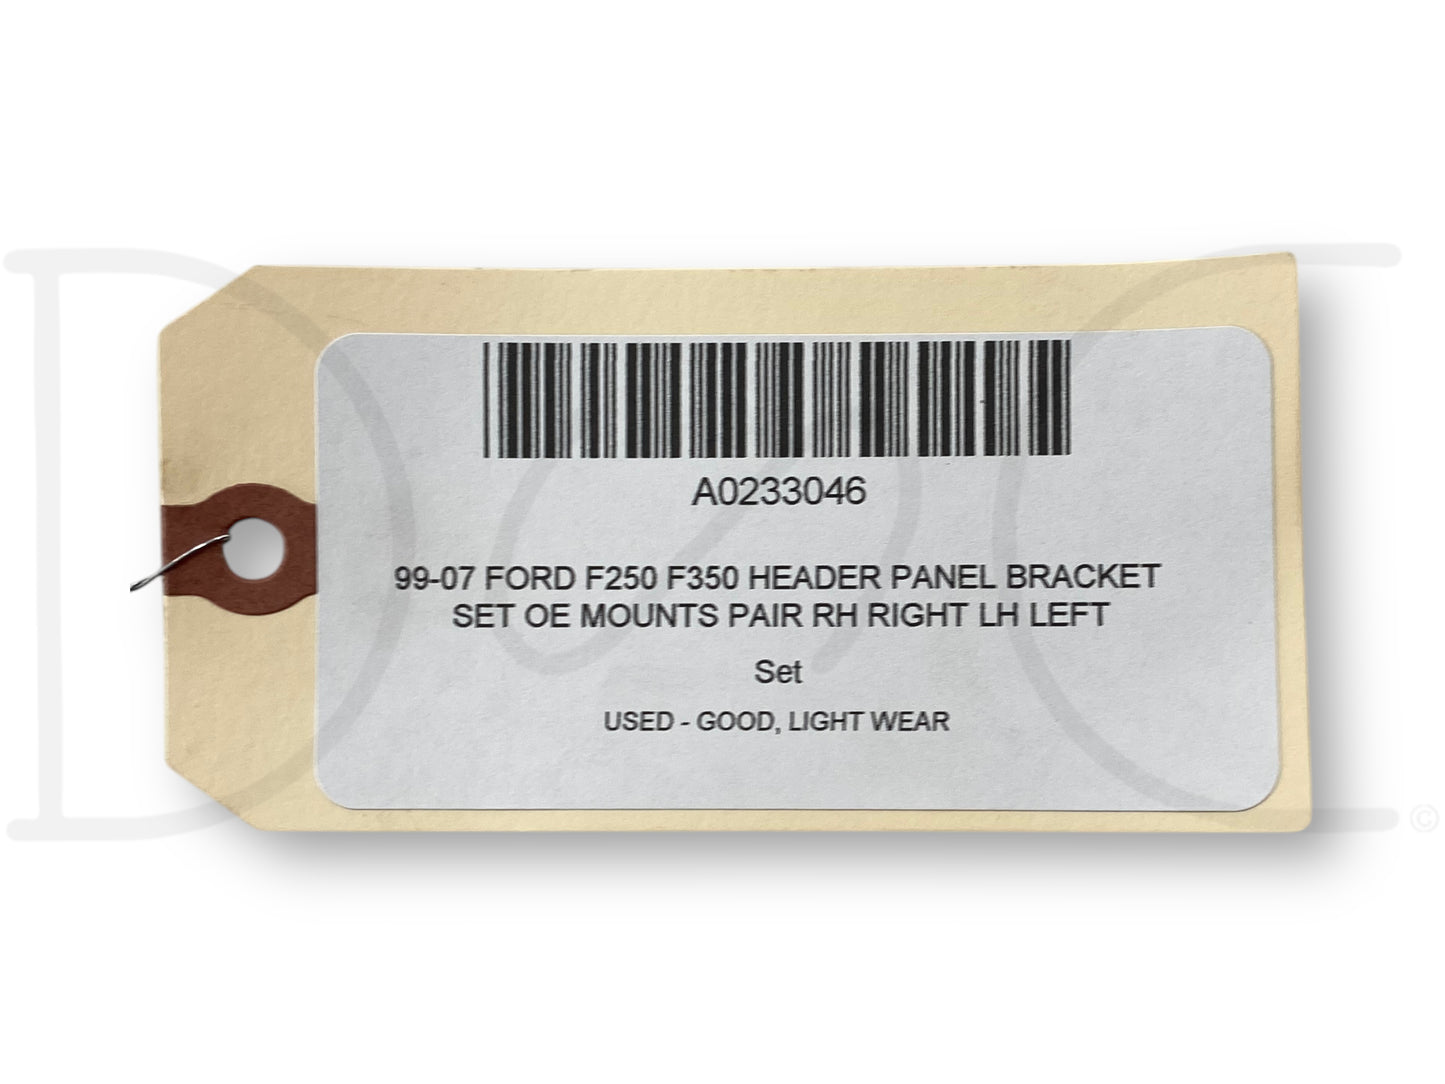 A0233046
99-07 FORD F250 F350 HEADER PANEL BRACKET
SET OE MOUNTS PAIR RH RIGHT LH LEFT
Set
USED - GOOD, LIGHT WEAR
©